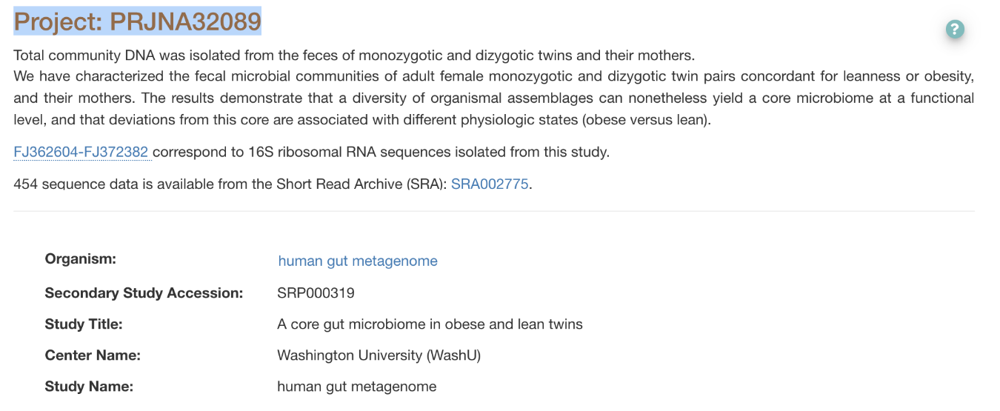 Project: PRJNA32089
?
Total community DNA was isolated from the feces of monozygotic and dizygotic twins and their mothers.
We have characterized the fecal microbial communities of adult female monozygotic and dizygotic twin pairs concordant for leanness or obesity,
and their mothers. The results demonstrate that a diversity of organismal assemblages can nonetheless yield a core microbiome at a functional
level, and that deviations from this core are associated with different physiologic states (obese versus lean).
FJ362604-FJ372382 correspond to 16S ribosomal RNA sequences isolated from this study.
454 sequence data is available from the Short Read Archive (SRA): SRA002775.
Organism: human gut metagenome
Secondary Study Accession: SRP000319
Study Title: A core gut microbiome in obese and lean twins
Center Name: Washington University (WashU)
Study Name: human gut metagenome